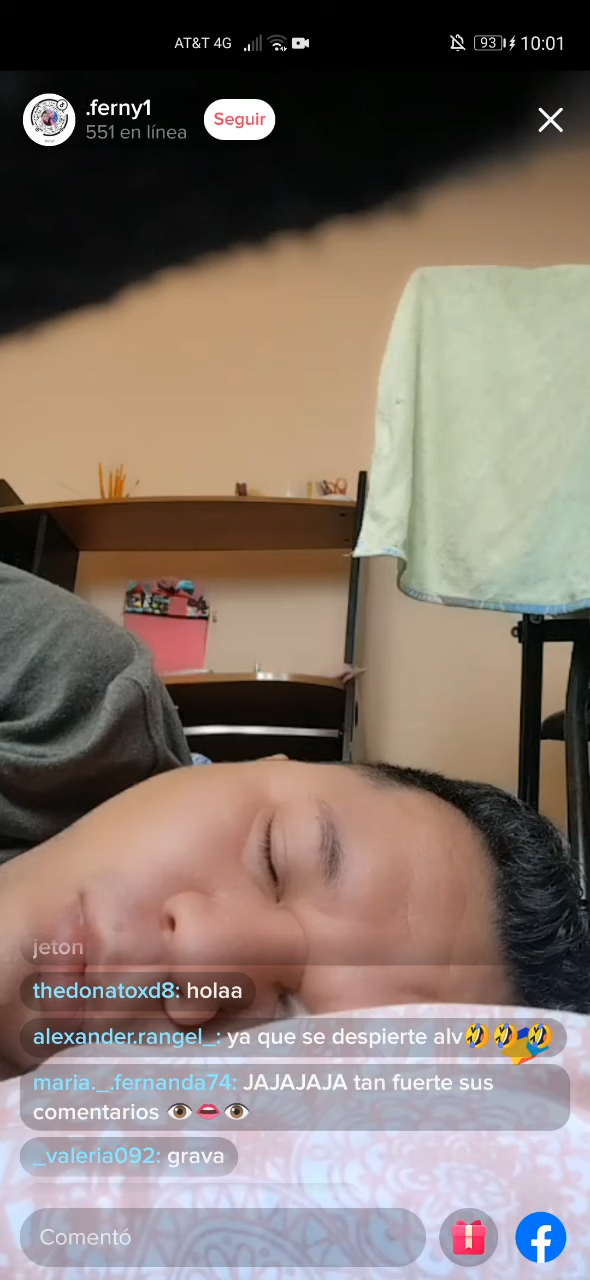 AT&T 4G 93 10:01
.ferny1
551 en línea
Seguir
jeton
thedonatoxd8: holaa
alexander.rangel_: ya que se despierte alv🤣🤣🤣
maria._.fernanda74: JAJAJAJA tan fuerte sus
comentarios 👁👄👁
_valeria092: grava
Comentó